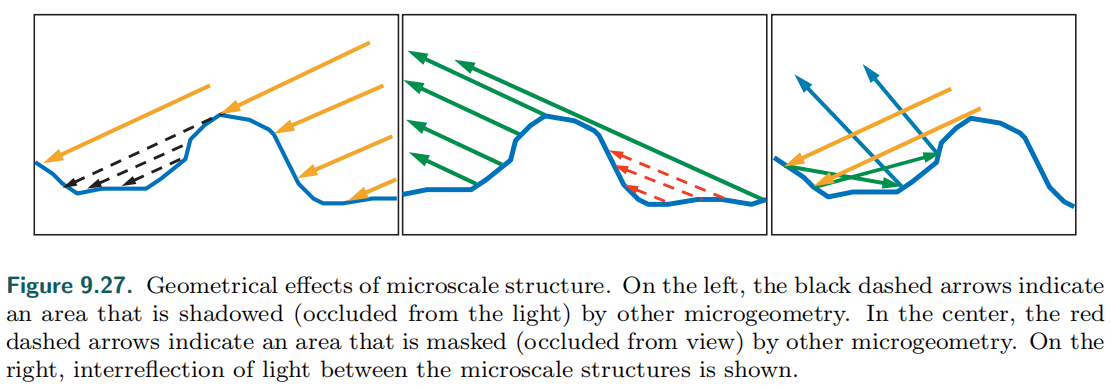 Figure 9.27. Geometrical effects of microscale structure. On the left, the black dashed arrows indicate
an area that is shadowed (occluded from the light) by other microgeometry. In the center, the red
dashed arrows indicate an area that is masked (occluded from view) by other microgeometry. On the
right, interreflection of light between the microscale structures is shown.